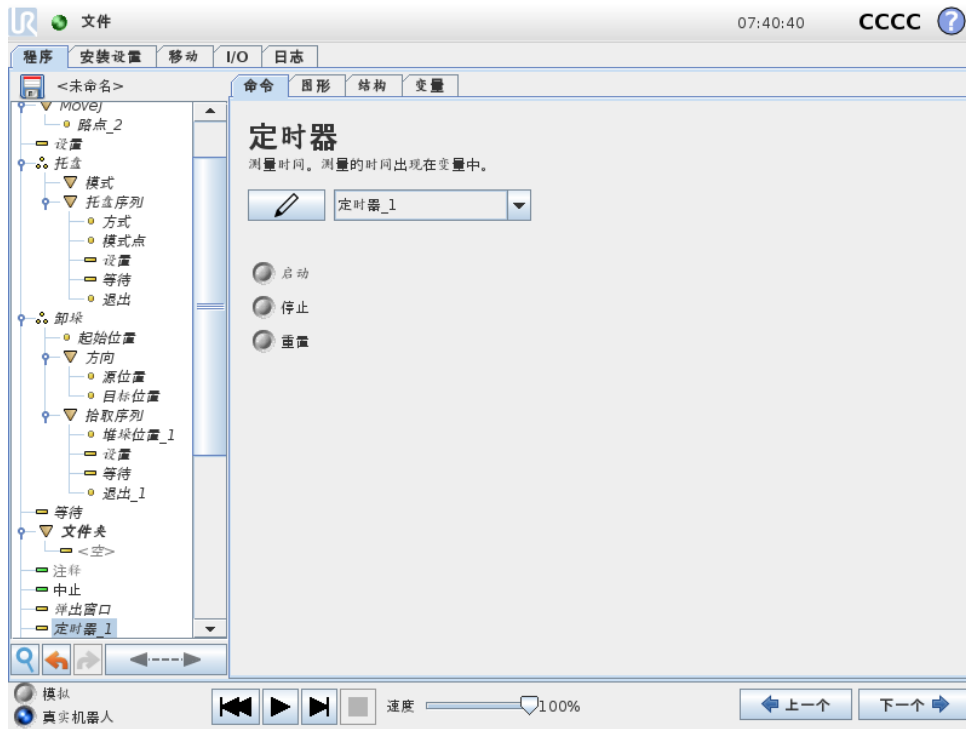 UR 文件 07:40:40 CCCC ?
程序 安装设置 移动 I/O 日志
<未命名> 命令 图形 结构 变量
MoveJ
路点_2
设置
托盘
模式
托盘序列
方式
模式点
设置
等待
退出
卸垛
起始位置
方向
源位置
目标位置
拾取序列
堆垛位置_1
设置
等待
退出_1
等待
文件夹
<空>
注释
中止
弹出窗口
定时器_1
定时器
测量时间。测量的时间出现在变量中。
定时器_1
启动
停止
重置
模拟
真实机器人
速度 100%
上一个 下一个